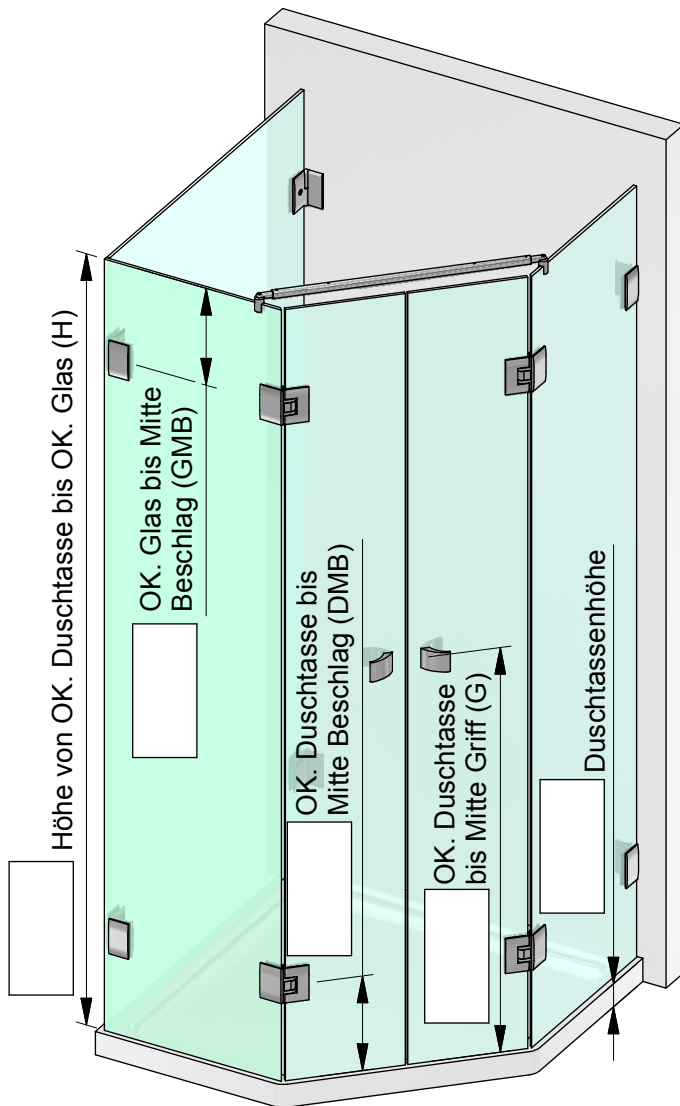 Höhe von OK. Duschtasse bis OK. Glas (H)
OK. Glas bis Mitte
Beschlag (GMB)
OK. Duschtasse bis
Mitte Beschlag (DMB)
OK. Duschtasse
bis Mitte Griff (G)
Duschtassenhöhe